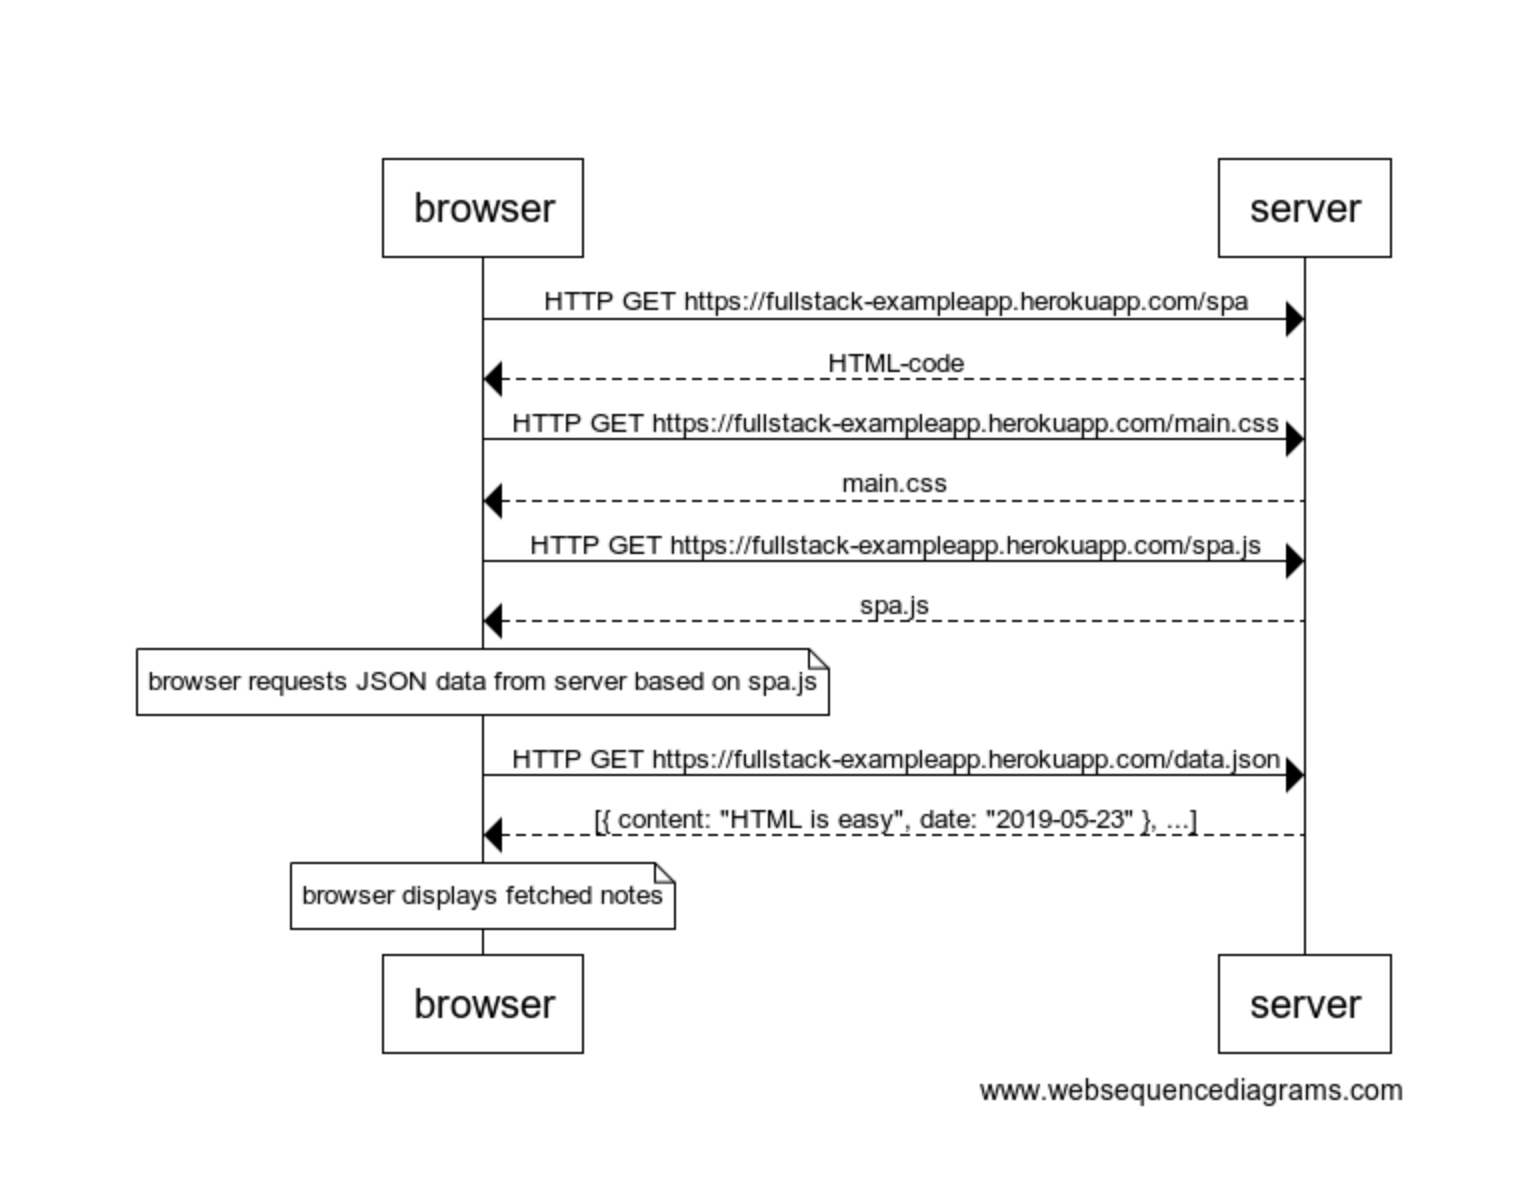 browser
server
HTTP GET https://fullstack-exampleapp.herokuapp.com/spa
HTML-code
HTTP GET https://fullstack-exampleapp.herokuapp.com/main.css
main.css
HTTP GET https://fullstack-exampleapp.herokuapp.com/spa.js
spa.js
browser requests JSON data from server based on spa.js
HTTP GET https://fullstack-exampleapp.herokuapp.com/data.json
[{ content: "HTML is easy", date: "2019-05-23" }, ...]
browser displays fetched notes
browser
server
www.websequencediagrams.com